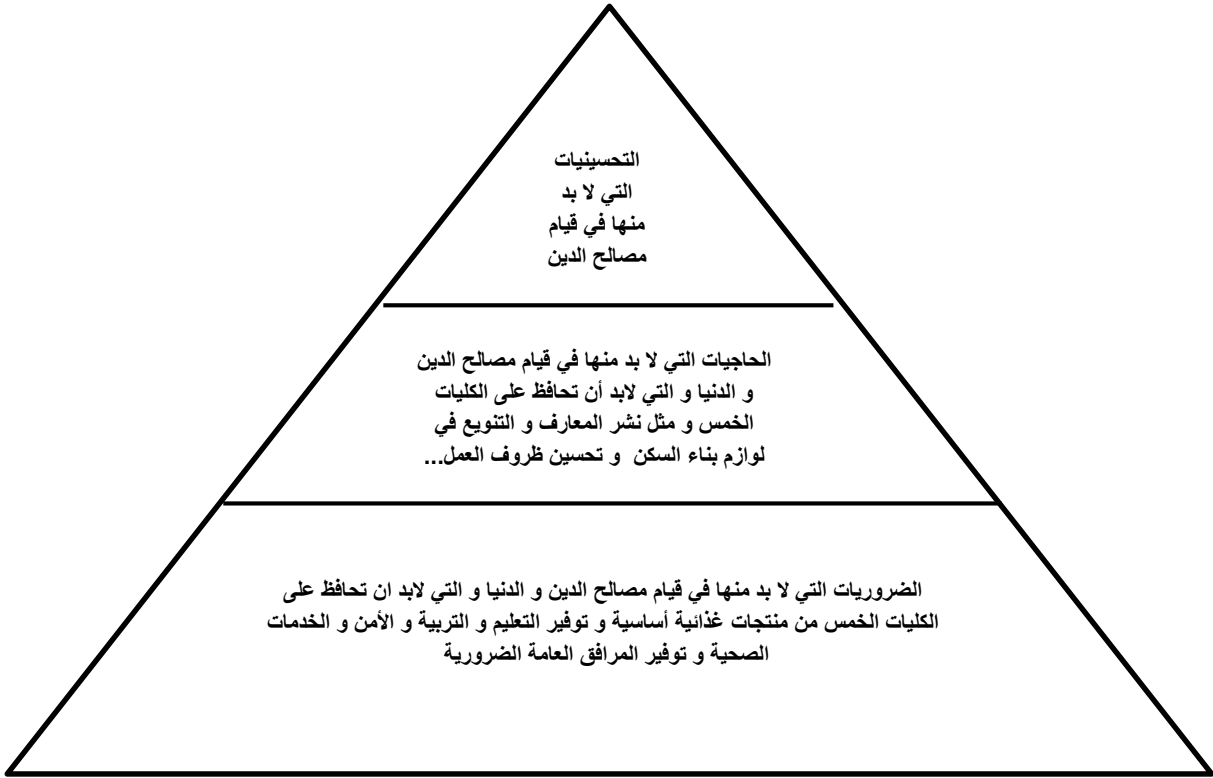 التحسينيات
التي لا بد
منها في قيام
مصالح الدين
الحاجيات التي لا بد منها في قيام مصالح الدين
و الدنيا و التي لابد أن تحافظ على الكليات
الخمس و مثل نشر المعارف و التنويع في
لوازم بناء السكن و تحسين ظروف العمل...
الضروريات التي لا بد منها في قيام مصالح الدين و الدنيا و التي لابد ان تحافظ على
الكليات الخمس من منتجات غذائية أساسية و توفير التعليم و التربية و الأمن و الخدمات
الصحية و توفير المرافق العامة الضرورية